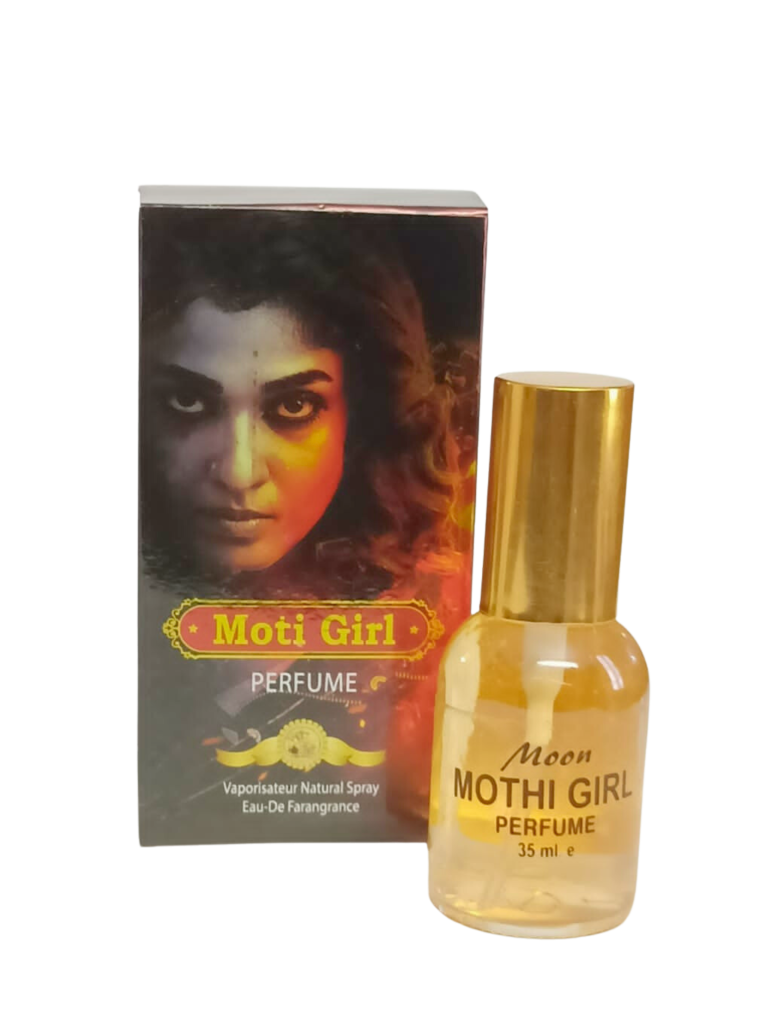 Moti Girl
PERFUME
Vaporisateur Natural Spray
Eau-De Farangrance
Moon
MOTHI GIRL
PERFUME
35 ml e